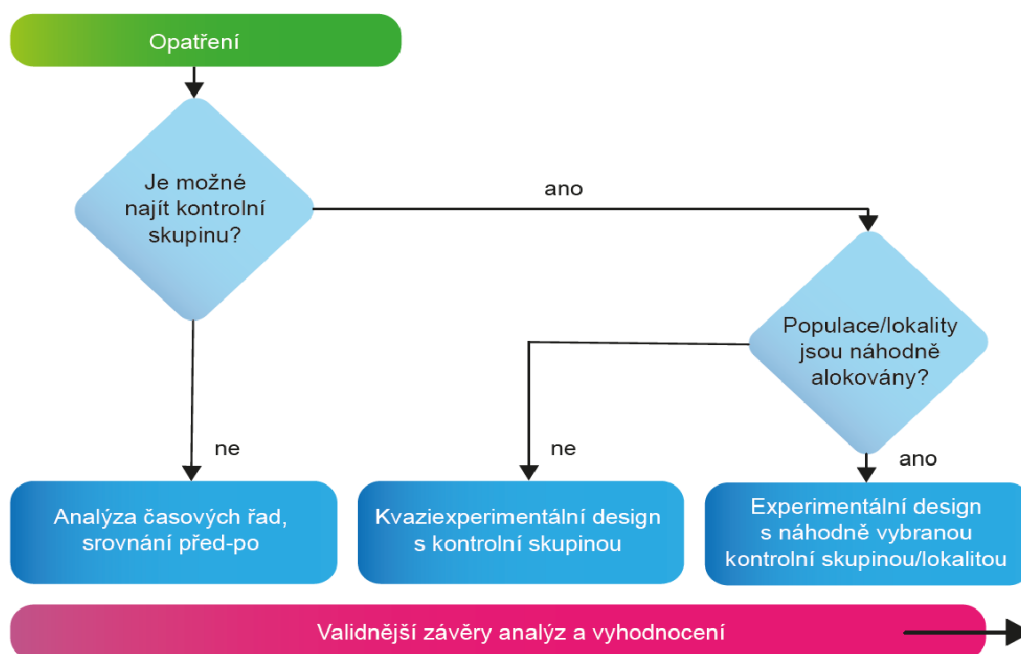 Opatření
Je možné
najít kontrolní
skupinu?
ano
Populace/lokality
jsou náhodně
alokovány?
ne
ne
ano
Analýza časových řad,
srovnání před-po
Kvaziexperimentální design
s kontrolní skupinou
Experimentální design
s náhodně vybranou
kontrolní skupinou/lokalitou
Validnější závěry analýz a vyhodnocení